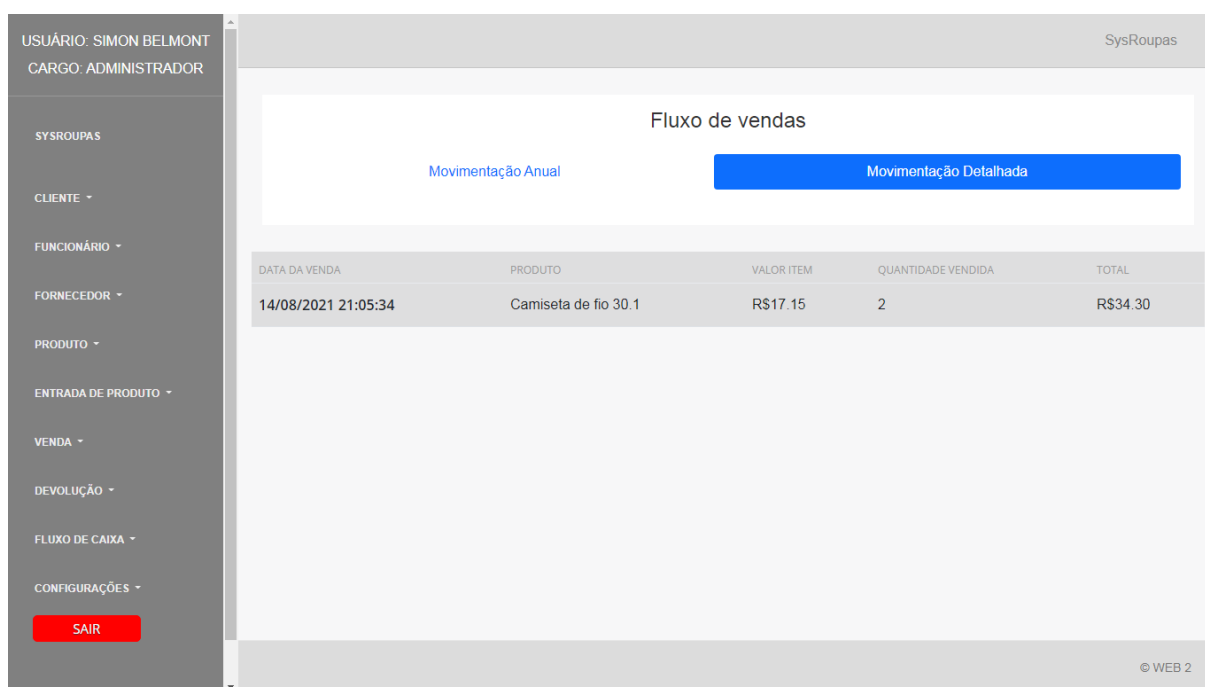 USUÁRIO: SIMON BELMONT
CARGO: ADMINISTRADOR
SYSROUPAS
CLIENTE
FUNCIONÁRIO
FORNECEDOR
PRODUTO
ENTRADA DE PRODUTO
VENDA
DEVOLUÇÃO
FLUXO DE CAIXA
CONFIGURAÇÕES
SAIR
SysRoupas
Fluxo de vendas
Movimentação Anual Movimentação Detalhada
DATA DA VENDA PRODUTO VALOR ITEM QUANTIDADE VENDIDA TOTAL
14/08/2021 21:05:34 Camiseta de fio 30.1 R$17.15 2 R$34.30
© WEB 2